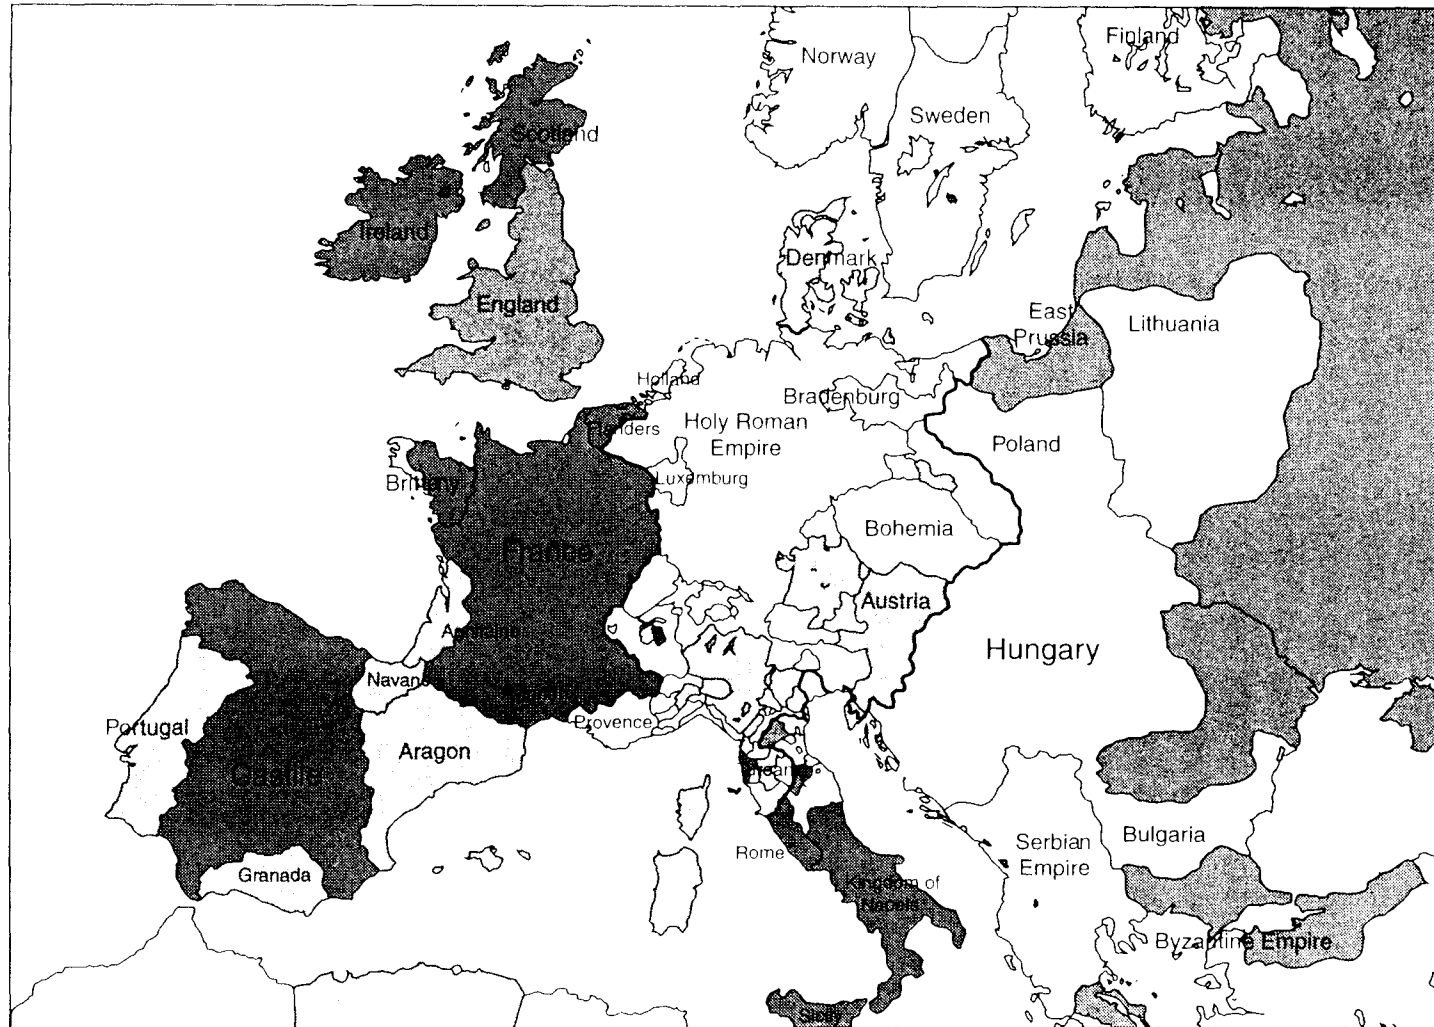 Norway
Finland
Sweden
Scotland
Ireland
Denmark
England
East
Prussia
Lithuania
Holland
Bradenburg
Flanders
Holy Roman
Empire
Poland
Brittany
Luxemburg
Bohemia
France
Austria
Aquitaine
Hungary
Navarre
Portugal
Provence
Aragon
Castile
Bulgaria
Serbian
Empire
Rome
Granada
Kingdom of
Napels
Byzantine Empire
Sicily